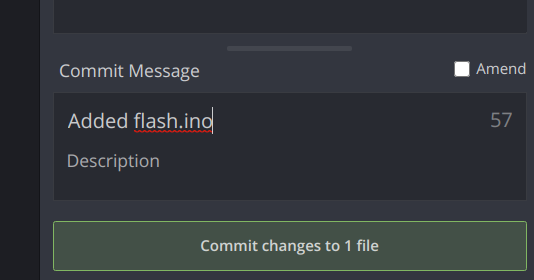 Commit Message
Amend
Added flash.ino
57
Description
Commit changes to 1 file